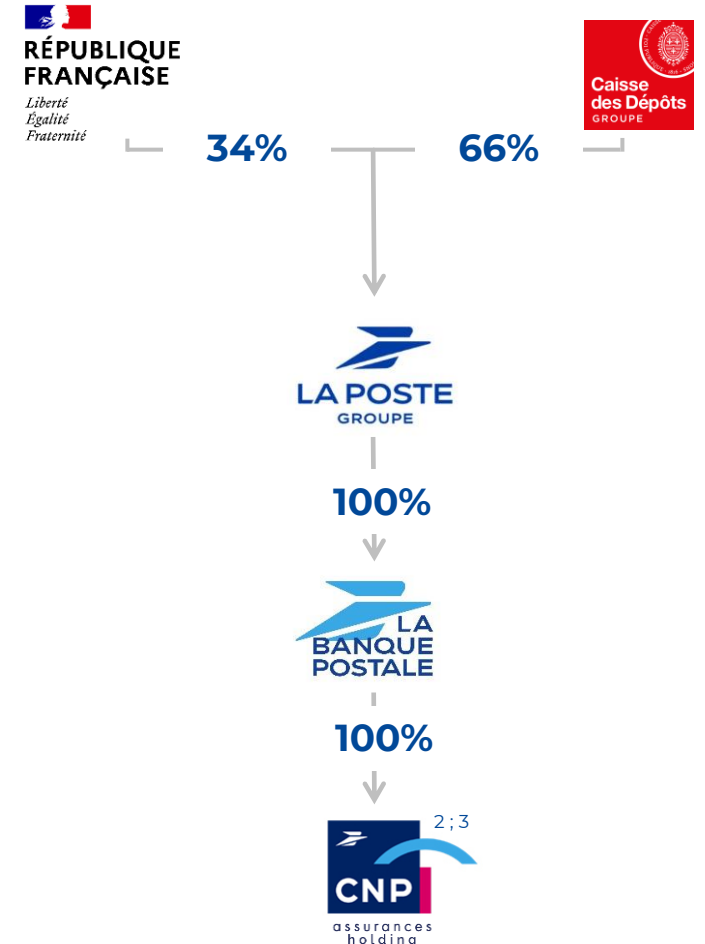 RÉPUBLIQUE
FRANÇAISE
Liberté
Égalité
Fraternité
Caisse
des Dépôts
GROUPE
34%
66%
LA POSTE
GROUPE
100%
LA
BANQUE
POSTALE
100%
2 ; 3
CNP
assurances
holding